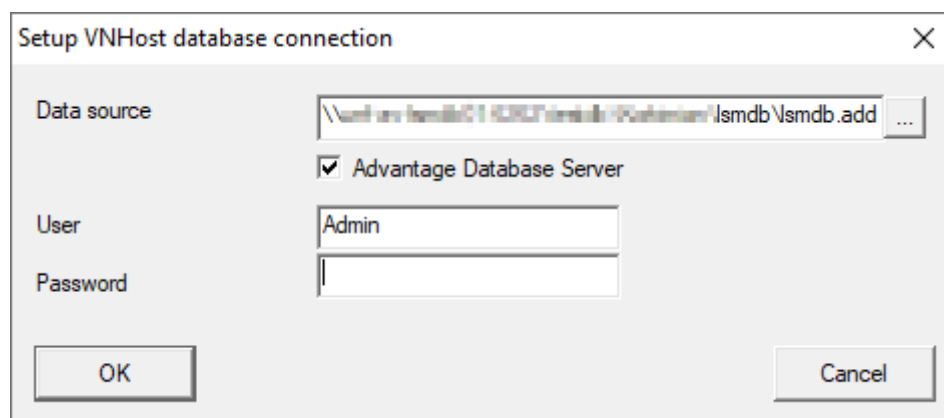 Setup VNHost database connection
Data source
\\ \lsmdb\lsmdb.add
...
Advantage Database Server
User
Admin
Password
OK
Cancel